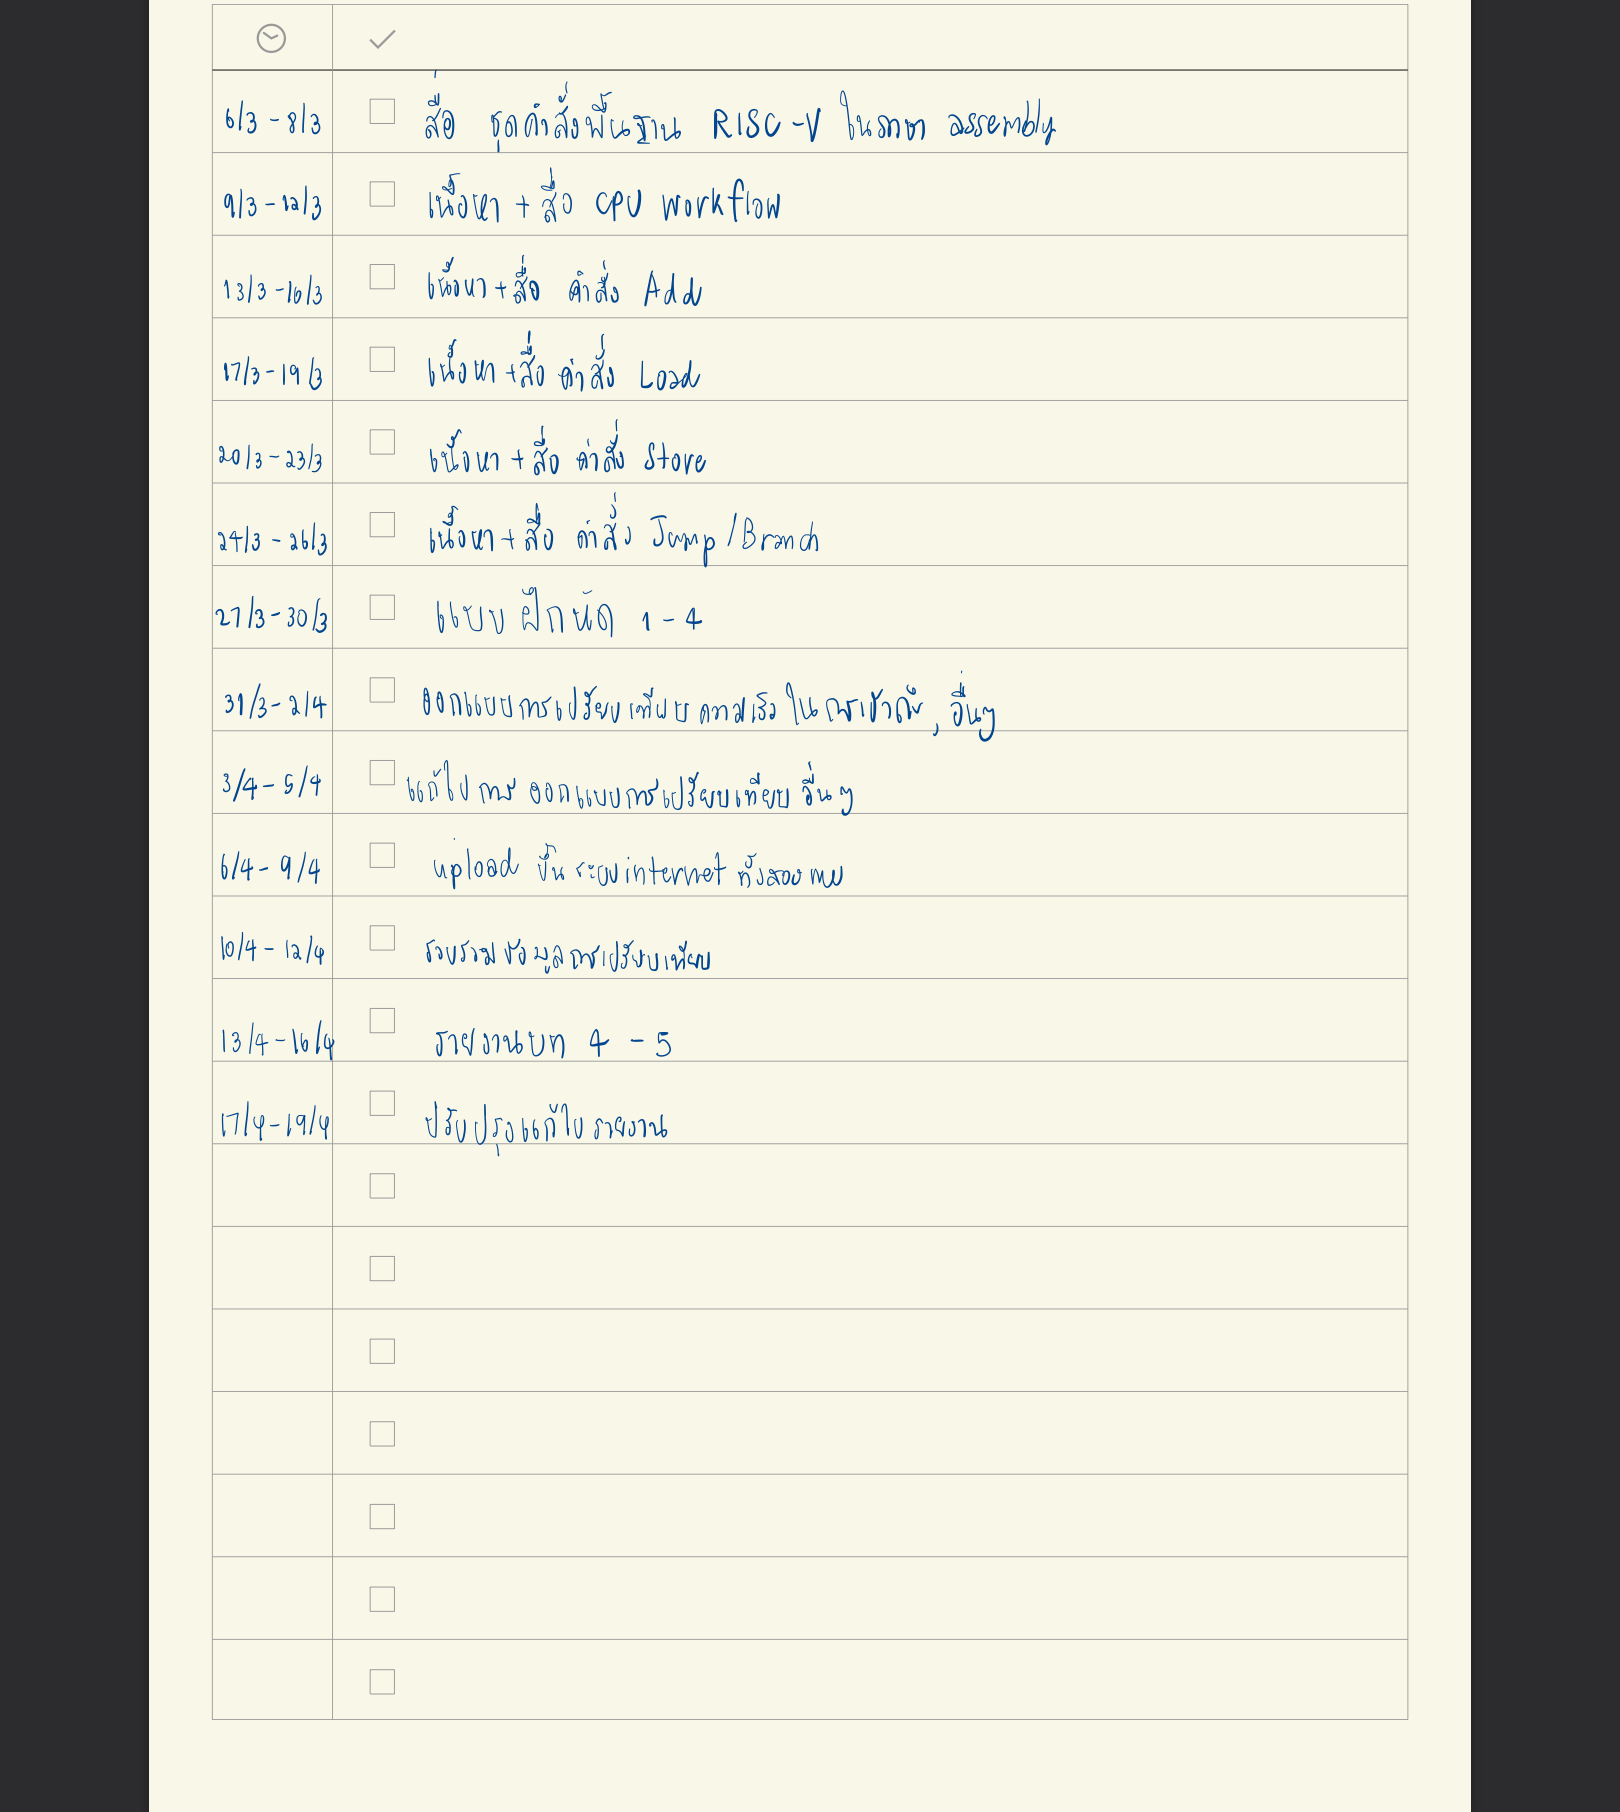 6/3 - 8/3 สื่อ ชุดคำสั่งพื้นฐาน RISC-V ในภาษา assembly
9/3 - 12/3 เนื้อหา + สื่อ CPU workflow
13/3 - 16/3 เนื้อหา + สื่อ คำสั่ง Add
17/3 - 19/3 เนื้อหา + สื่อ คำสั่ง Load
20/3 - 23/3 เนื้อหา + สื่อ คำสั่ง Store
24/3 - 26/3 เนื้อหา + สื่อ คำสั่ง Jump/Branch
27/3 - 30/3 แบบฝึกหัด 1 - 4
31/3 - 2/4 ออกแบบการเปรียบเทียบความเร็วในการเข้าถึง, อื่นๆ
3/4 - 5/4 แก้ไขการออกแบบการเปรียบเทียบอื่นๆ
6/4 - 9/4 upload ขึ้นระบบ internet ทั้งสอง
10/4 - 12/4 รวบรวมข้อมูลการเปรียบเทียบ
13/4 - 16/4 รายงานบท 4 - 5
17/4 - 19/4 ปรับปรุงแก้ไขรายงาน